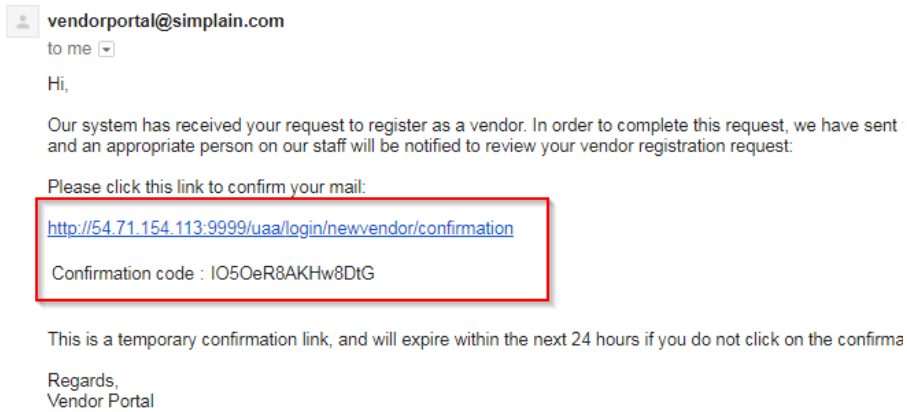 vendorportal@simplain.com
to me
Hi,
Our system has received your request to register as a vendor. In order to complete this request, we have sent
and an appropriate person on our staff will be notified to review your vendor registration request:
Please click this link to confirm your mail:
http://54.71.154.113:9999/uaa/login/newvendor/confirmation
Confirmation code : IO5OeR8AKHw8DtG
This is a temporary confirmation link, and will expire within the next 24 hours if you do not click on the confirma
Regards,
Vendor Portal